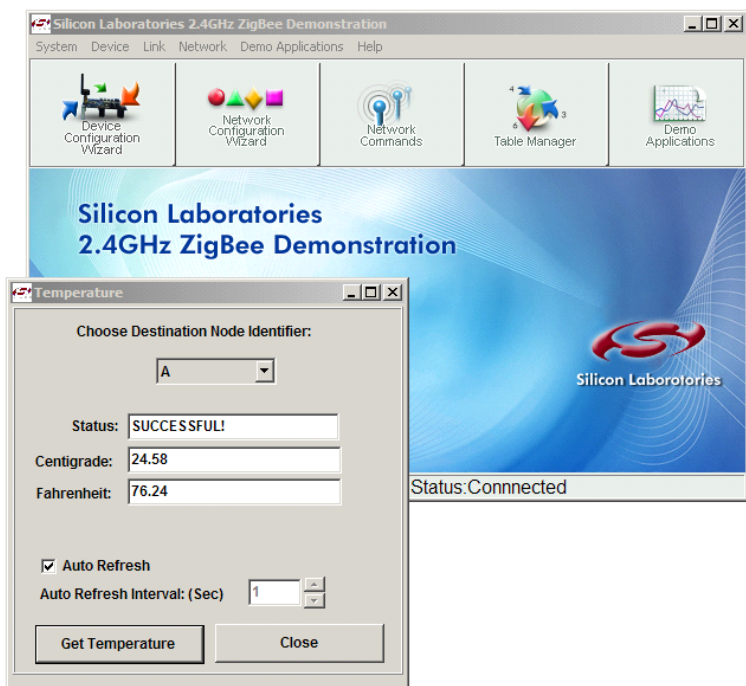 Silicon Laboratories 2.4GHz ZigBee Demonstration
System Device Link Network Demo Applications Help
Device
Configuration
Wizard
Network
Configuration
Wizard
Network
Commands
4
3
6
Table Manager
Demo
Applications
Silicon Laboratories
2.4GHz ZigBee Demonstration
Silicon Laborotories
Status:Connnected
Temperature
Choose Destination Node Identifier:
A
Status: SUCCESSFUL!
Centigrade: 24.58
Fahrenheit: 76.24
Auto Refresh
Auto Refresh Interval: (Sec) 1
Get Temperature Close